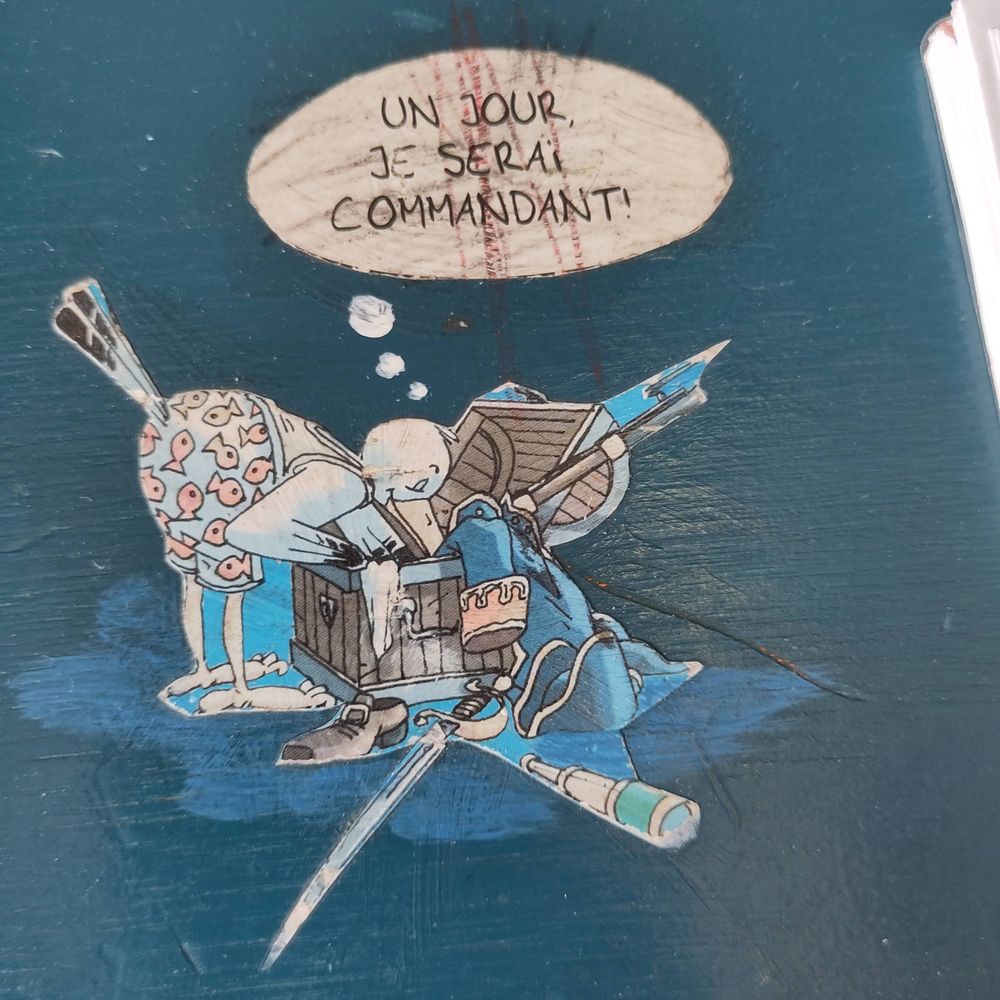 UN JOUR,
JE SERAi
COMMANDANT!